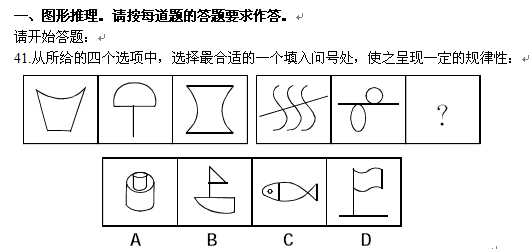 一、图形推理。请按每道题的答题要求作答。
请开始答题：
41.从所给的四个选项中，选择最合适的一个填入问号处，使之呈现一定的规律性：
?
A B C D